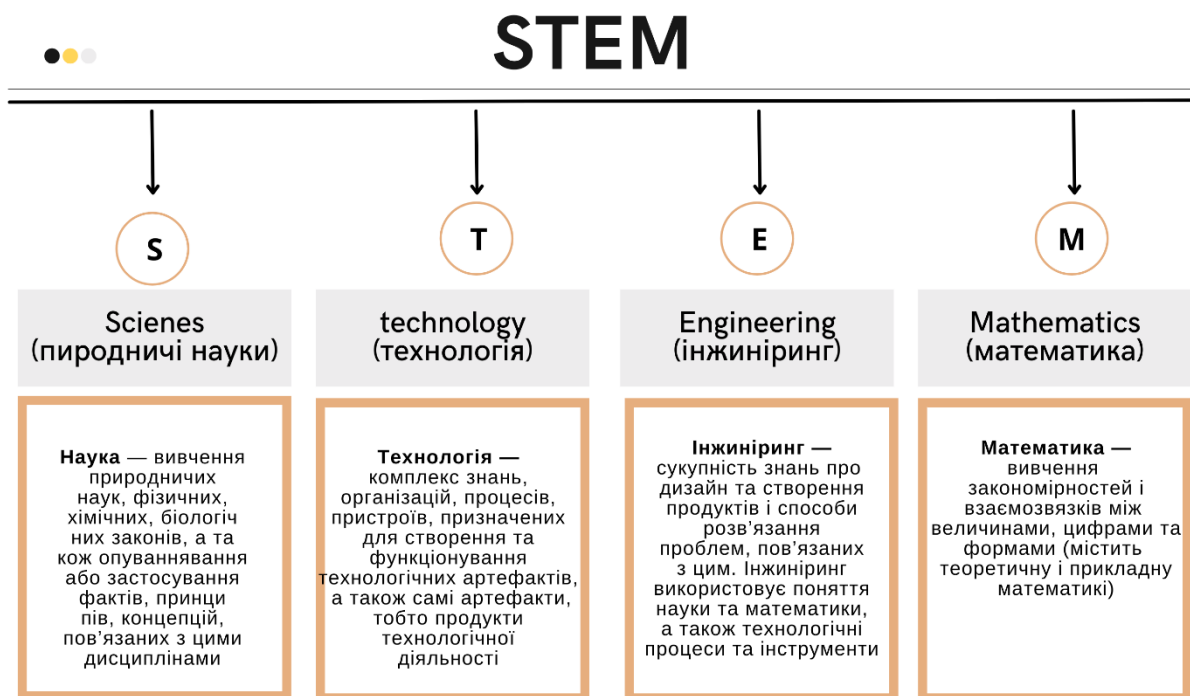 STEM
S
Scienes
(пиродничі науки)
Наука — вивчення
природничих
наук, фізичних,
хімічних, біологіч
них законів, а та
кож опуваннявання
або застосування
фактів, принци
пів, концепцій,
пов’язаних з цими
дисциплінами
T
technology
(технологія)
Технологія —
комплекс знань,
організацій, процесів,
пристроїв, призначених
для створення та
функціонування
технологічних артефактів,
а також самі артефакти,
тобто продукти
технологічної
діяльності
E
Engineering
(інжиніринг)
Інжиніринг —
сукупність знань про
дизайн та створення
продуктів і способи
розв’язання
проблем, пов’язаних
з цим. Інжиніринг
використовує поняття
науки та математики,
а також технологічні
процеси та інструменти
M
Mathematics
(математика)
Математика —
вивчення
закономірностей і
взаємозвязків між
величинами, цифрами та
формами (містить
теоретичну і прикладну
математикі)